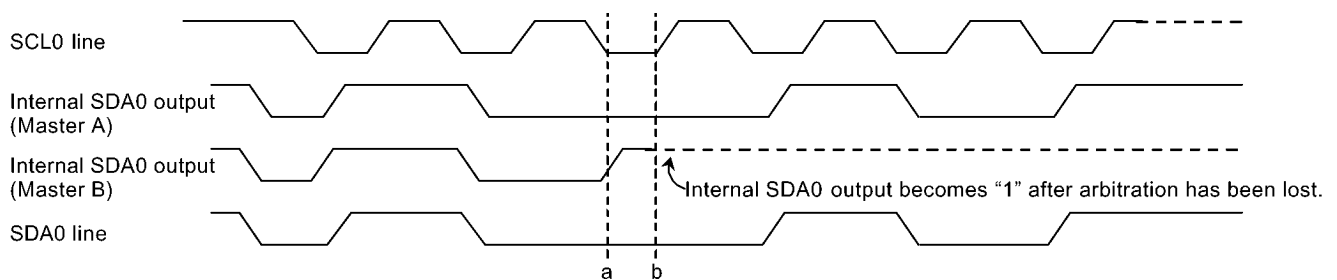 SCL0 line
Internal SDA0 output
(Master A)
Internal SDA0 output
(Master B)
Internal SDA0 output becomes “1” after arbitration has been lost.
SDA0 line
a b